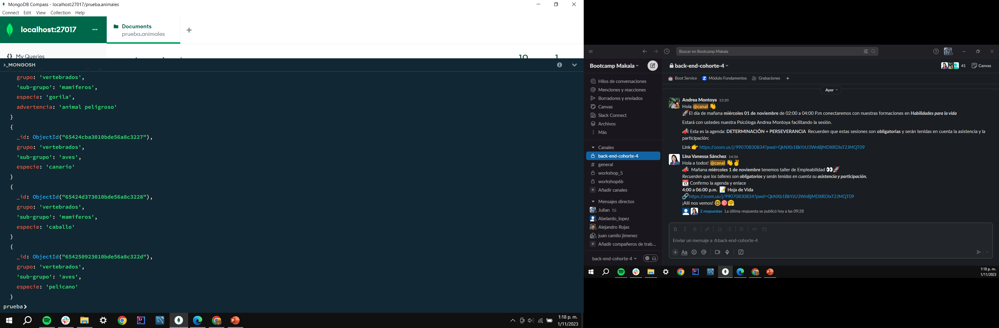 MongoDB Compass - localhost:27017/prueba.animales
Connect Edit View Collection Help
localhost:27017 ...
Documents
prueba.animales
{} My Queries
10 1
>_MONGOSH
grupo: 'vertebrados',
'sub-grupo': 'mamiferos',
especie: 'gorila',
advertencia: 'animal peligroso'
}
{
_id: ObjectId("65424cba3010bde56a8c3227"),
grupo: 'vertebrados',
'sub-grupo': 'aves',
especie: 'canario'
}
{
_id: ObjectId("65424d373010bde56a8c3228"),
grupo: 'vertebrados',
'sub-grupo': 'mamiferos',
especie: 'caballo'
}
{
_id: ObjectId("654250923010bde56a8c322d"),
grupo: 'vertebrados',
'sub-grupo': 'aves',
especie: 'pelicano'
}
prueba>
1:18 p. m.
1/11/2023
Buscar en Bootcamp Makaia
Bootcamp Makaia
Hilos de conversaciones
Menciones y reacciones
Borradores y enviados
Canvas
Slack Connect
Archivos
Más
Canales
back-end-cohorte-4
general
workshop_5
workshop6b
Añadir canales
Mensajes directos
Julian tú
Abelardo_lopez
Alejandro Rojas
juan camilo jimenez
Añadir compañeros de trab...
back-end-cohorte-4
back-end-cohorte-4
41 Canvas
Boot Service Módulo Fundamentos Grabaciones +
Ayer
Andrea Montoya 13:20
Hola @canal 👋
🚀El día de mañana miércoles 01 de noviembre de 02:00 a 04:00 P.m conectaremos con nuestras formaciones en Habilidades para la vida
Estará con ustedes nuestra Psicóloga Andrea Montoya facilitando la sesión.
📣 Esta es la agenda: DETERMINACIÓN + PERSEVERANCIA Recuerden que estas sesiones son obligatorias y serán tenidas en cuenta la asistencia y la
participación:
Link 👉 https://zoom.us/j/99070830834?pwd=QkNXb1BkYzU3WnBjMDltRDIxT2JMQT09
Lina Vanessa Sánchez 14:36
Hola a todos! @canal 👋✌️
📣 Mañana miércoles 1 de noviembre tenemos taller de Empleabilidad 👀🚀
Recuerden que los talleres son obligatorios y serán tenidas en cuenta su asistencia y participación.
📅 Confirmo la agenda y enlace
4:00 a 06:00 p.m. 📝 Hoja de Vida
🔗https://zoom.us/j/99070830834?pwd=QkNXb1BkYzU3WnBjMDltRDIxT2JMQT09
¡Allí nos vemos! 🤓🎯🤗
2 respuestas La última respuesta se publicó hoy a las 09:28
Enviar un mensaje a back-end-cohorte-4
Aa
1:18 p. m.
1/11/2023